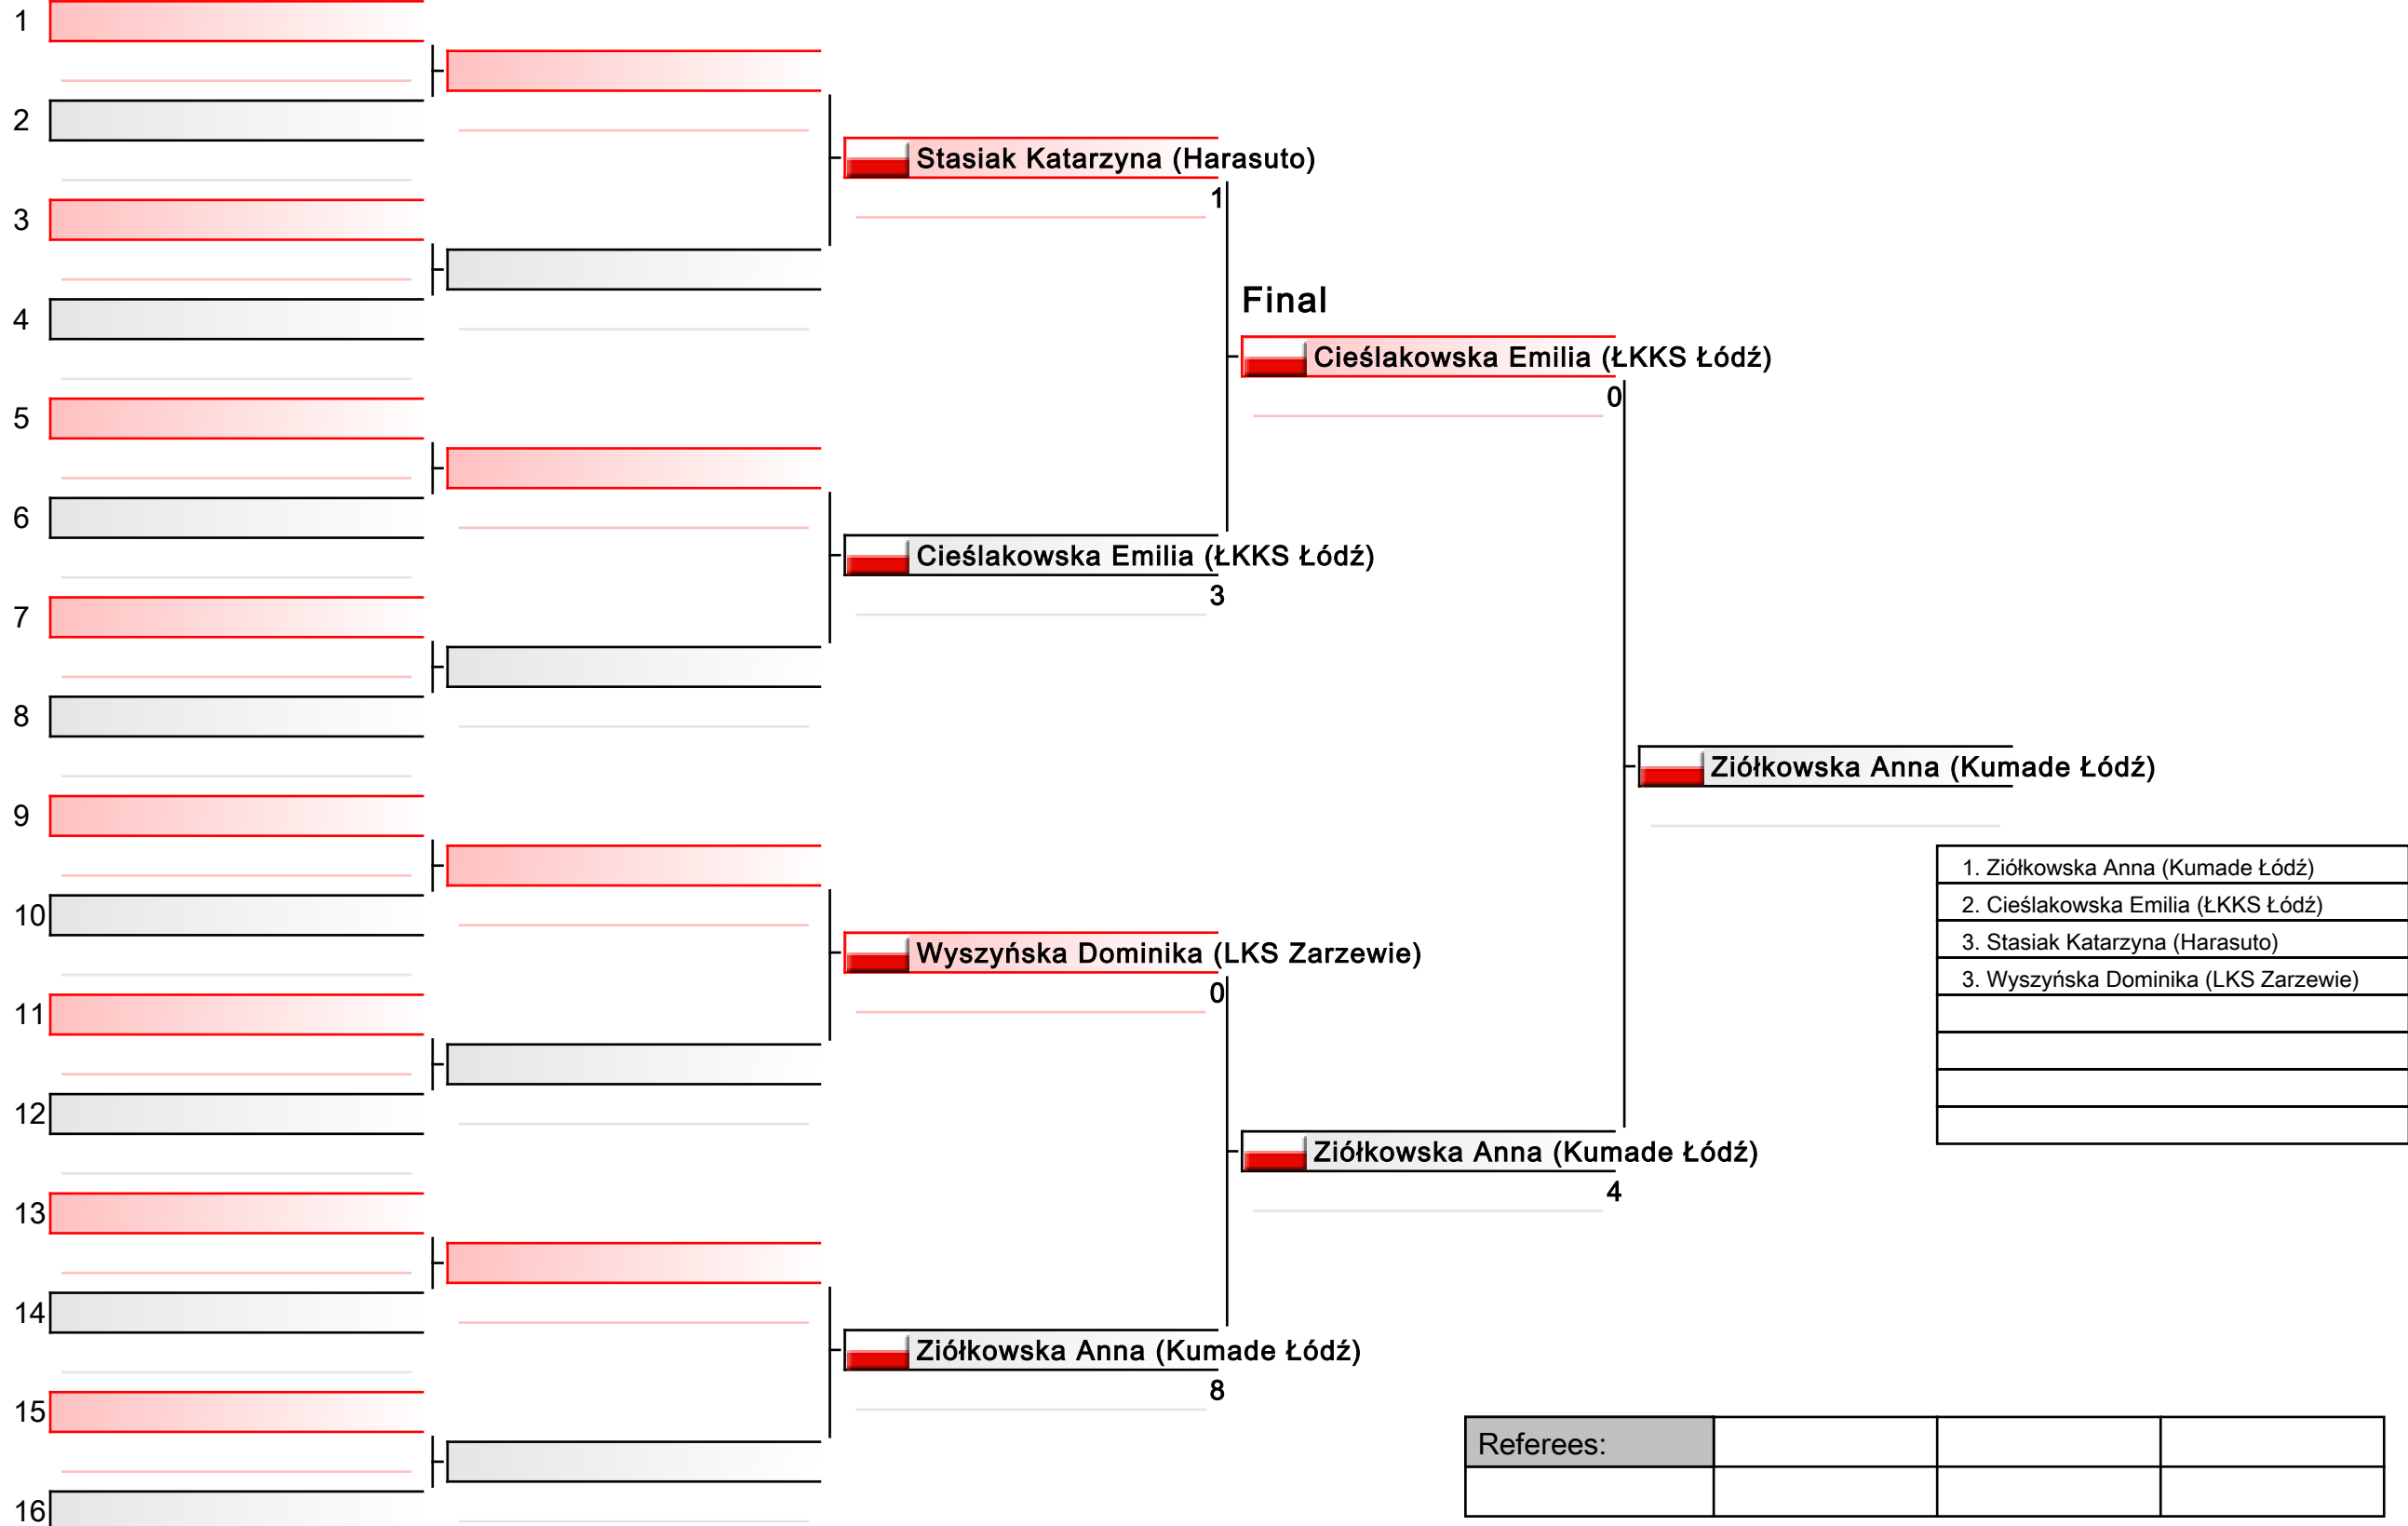 1
2
Stasiak Katarzyna (Harasuto)
1
3
Final
4
Cieślakowska Emilia (ŁKKS Łódź)
0
5
6
Cieślakowska Emilia (ŁKKS Łódź)
3
7
8
Ziółkowska Anna (Kumade Łódź)
9
1. Ziółkowska Anna (Kumade Łódź)
2. Cieślakowska Emilia (ŁKKS Łódź)
3. Stasiak Katarzyna (Harasuto)
3. Wyszyńska Dominika (LKS Zarzewie)
10
Wyszyńska Dominika (LKS Zarzewie)
0
11
12
Ziółkowska Anna (Kumade Łódź)
4
13
14
Ziółkowska Anna (Kumade Łódź)
8
15
Referees:
16